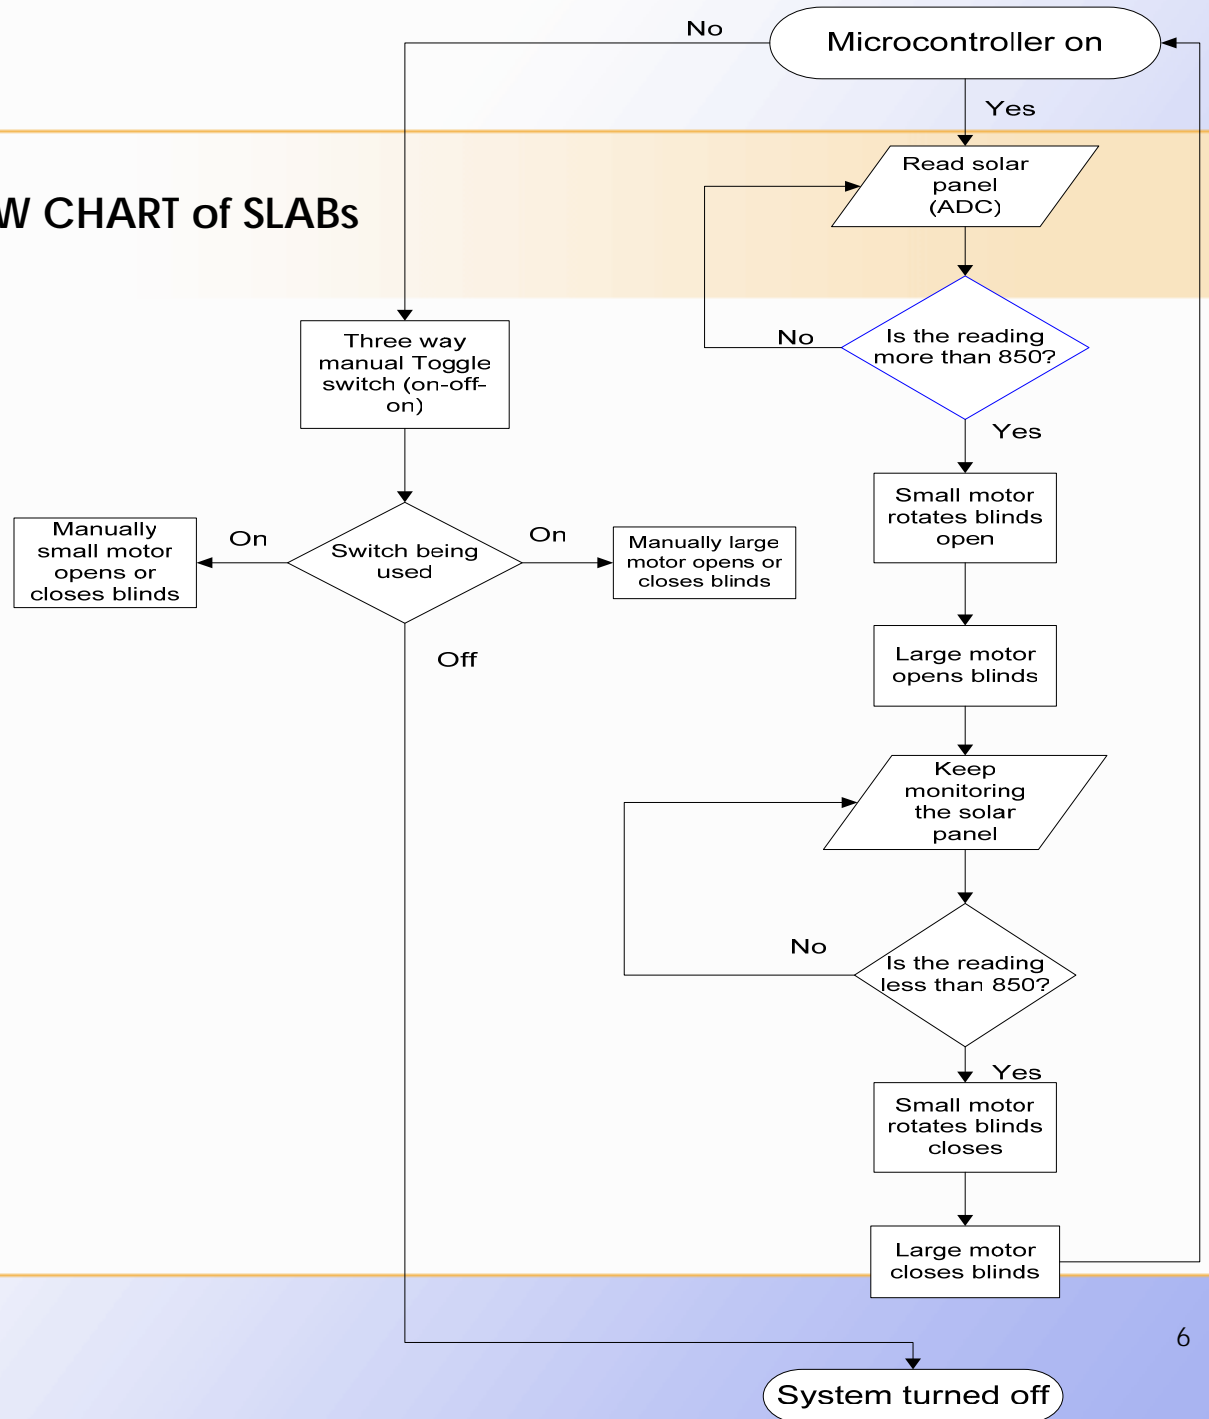 No
Microcontroller on
Yes
Read solar
panel
(ADC)
W CHART of SLABs
No
Is the reading
more than 850?
Three way
manual Toggle
switch (on-off-
on)
Yes
Small motor
rotates blinds
open
Manually
small motor
opens or
closes blinds
On
Switch being
used
On
Manually large
motor opens or
closes blinds
Off
Large motor
opens blinds
Keep
monitoring
the solar
panel
No
Is the reading
less than 850?
Yes
Small motor
rotates blinds
closes
Large motor
closes blinds
6
System turned off